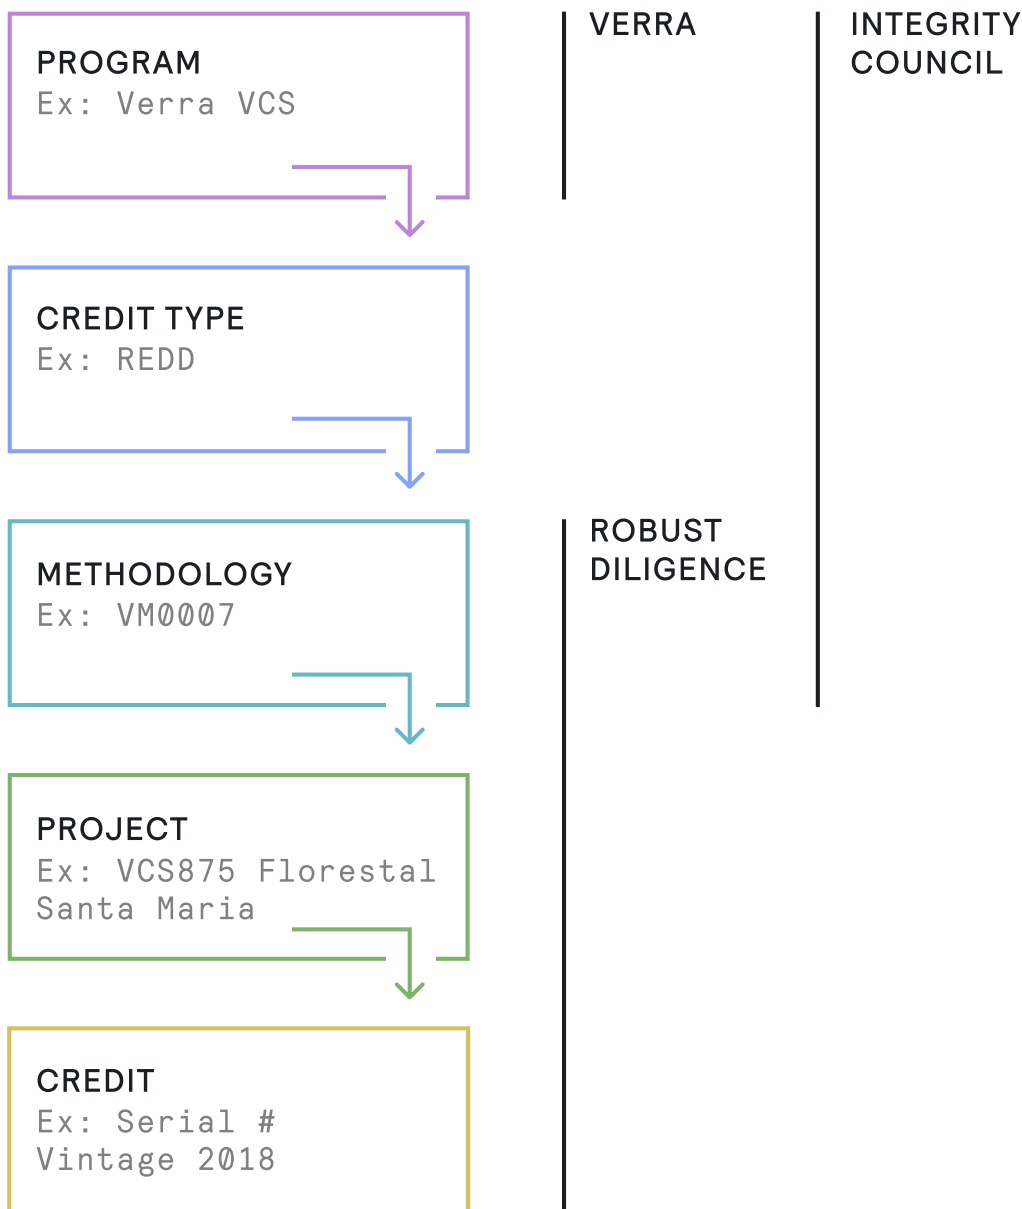 PROGRAM
Ex: Verra VCS
VERRA
INTEGRITY
COUNCIL
CREDIT TYPE
Ex: REDD
METHODOLOGY
Ex: VM0007
ROBUST
DILIGENCE
PROJECT
Ex: VCS875 Florestal
Santa Maria
CREDIT
Ex: Serial #
Vintage 2018